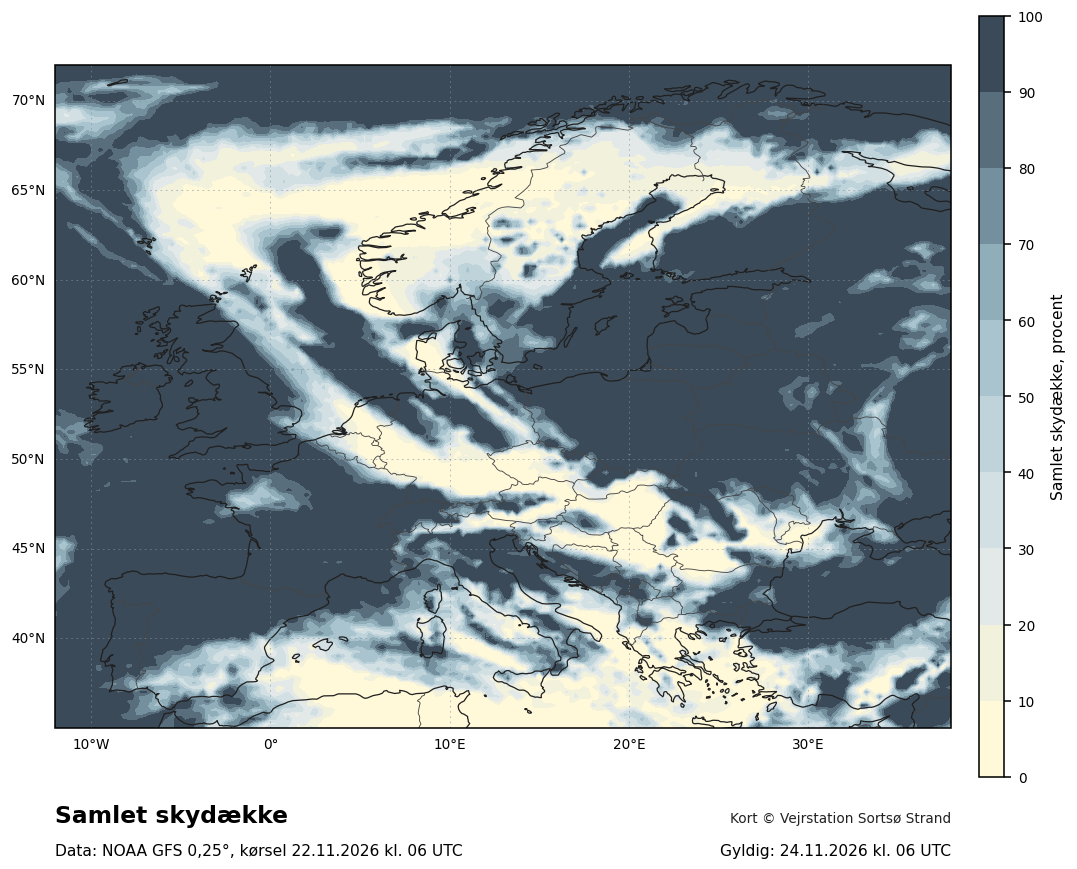 100
90
80
70
60
50
40
30
20
10
0
Samlet skydække, procent
70°N
65°N
60°N
55°N
50°N
45°N
40°N
10°W
0°
10°E
20°E
30°E
Samlet skydække
Kort © Vejrstation Sortsø Strand
Data: NOAA GFS 0,25°, kørsel 22.11.2026 kl. 06 UTC
Gyldig: 24.11.2026 kl. 06 UTC